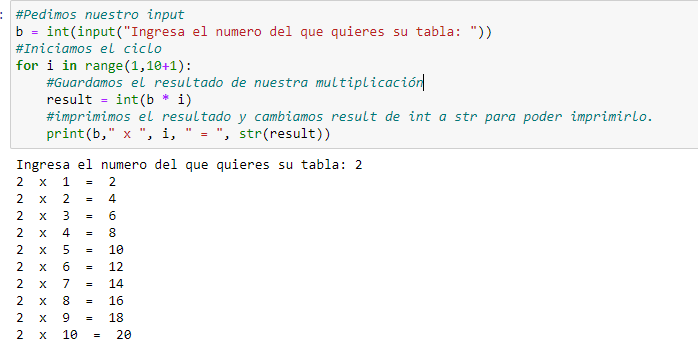 :
#Pedimos nuestro input
b = int(input("Ingresa el numero del que quieres su tabla: "))
#Iniciamos el ciclo
for i in range(1,10+1):
    #Guardamos el resultado de nuestra multiplicación
    result = int(b * i)
    #imprimimos el resultado y cambiamos result de int a str para poder imprimirlo.
    print(b," x ", i, " = ", str(result))
Ingresa el numero del que quieres su tabla: 2
2  x  1  =  2
2  x  2  =  4
2  x  3  =  6
2  x  4  =  8
2  x  5  =  10
2  x  6  =  12
2  x  7  =  14
2  x  8  =  16
2  x  9  =  18
2  x  10  =  20